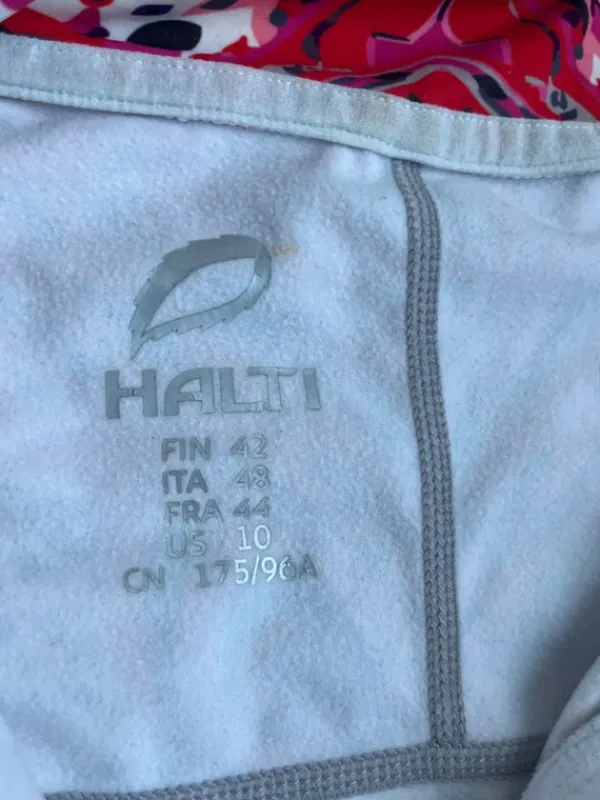 HALTI
FIN 42
ITA 48
FRA 44
US 10
CN 175/96A